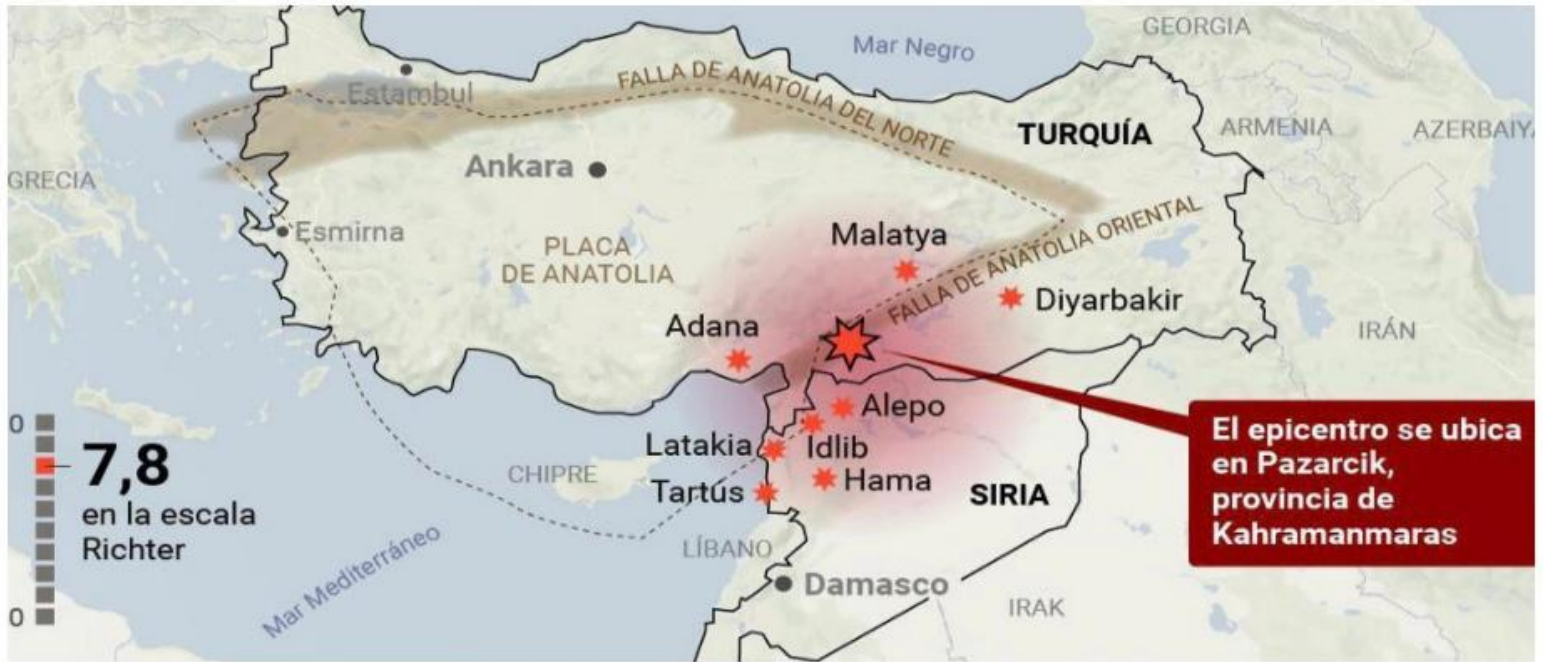 GEORGIA
Mar Negro
FALLA DE ANATOLIA DEL NORTE
Estambul
TURQUÍA
ARMENIA
AZERBAIY
Ankara
GRECIA
Esmirna
Malatya
PLACA
DE ANATOLIA
FALLA DE ANATOLIA ORIENTAL
Diyarbakir
Adana
IRÁN
Alepo
0
7,8
en la escala
Richter
Latakia
Idlib
CHIPRE
Hama
Tartús
SIRIA
El epicentro se ubica
en Pazarcik,
provincia de
Kahramanmaras
LÍBANO
Mar Mediterráneo
Damasco
IRAK
0